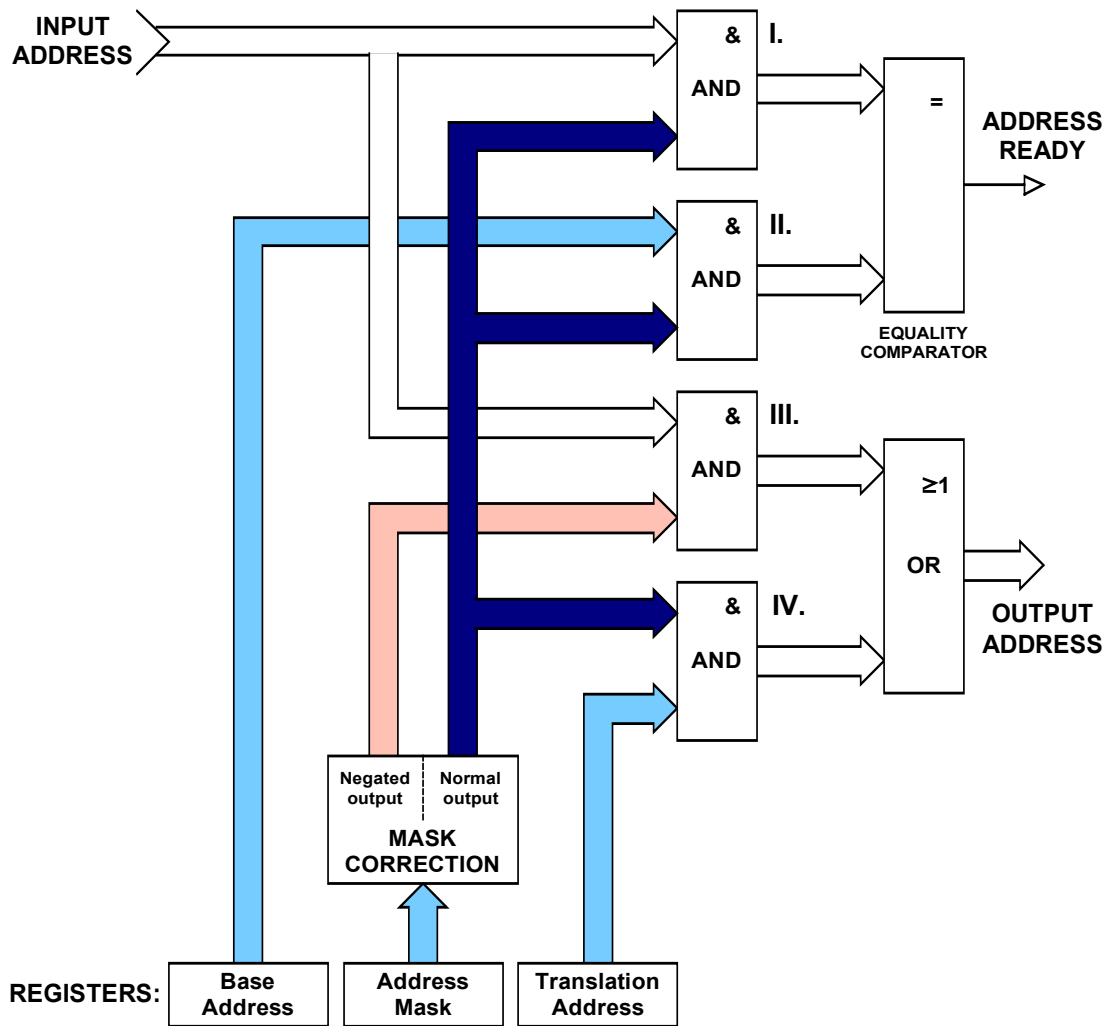 INPUT
ADDRESS
&
I.
AND
=
ADDRESS
READY
&
II.
AND
EQUALITY
COMPARATOR
&
III.
AND
≥1
OR
&
IV.
AND
OUTPUT
ADDRESS
Negated
output
Normal
output
MASK
CORRECTION
REGISTERS:
Base
Address
Address
Mask
Translation
Address